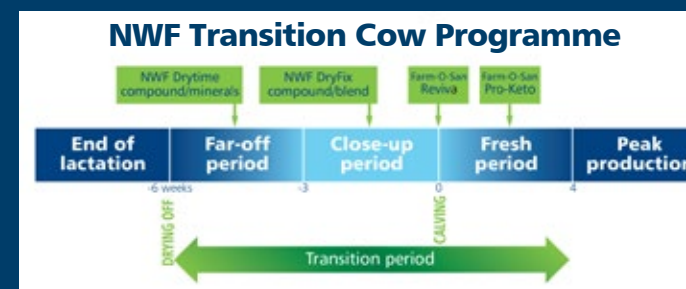 NWF Transition Cow Programme
NWF Drytime
compound/minerals
NWF DryFix
compound/blend
Farm-O-San
Reviva
Farm-O-San
Pro-Keto
End of
lactation
Far-off
period
Close-up
period
Fresh
period
Peak
production
-6 weeks
-3
0
4
DRYING OFF
CALVING
Transition period